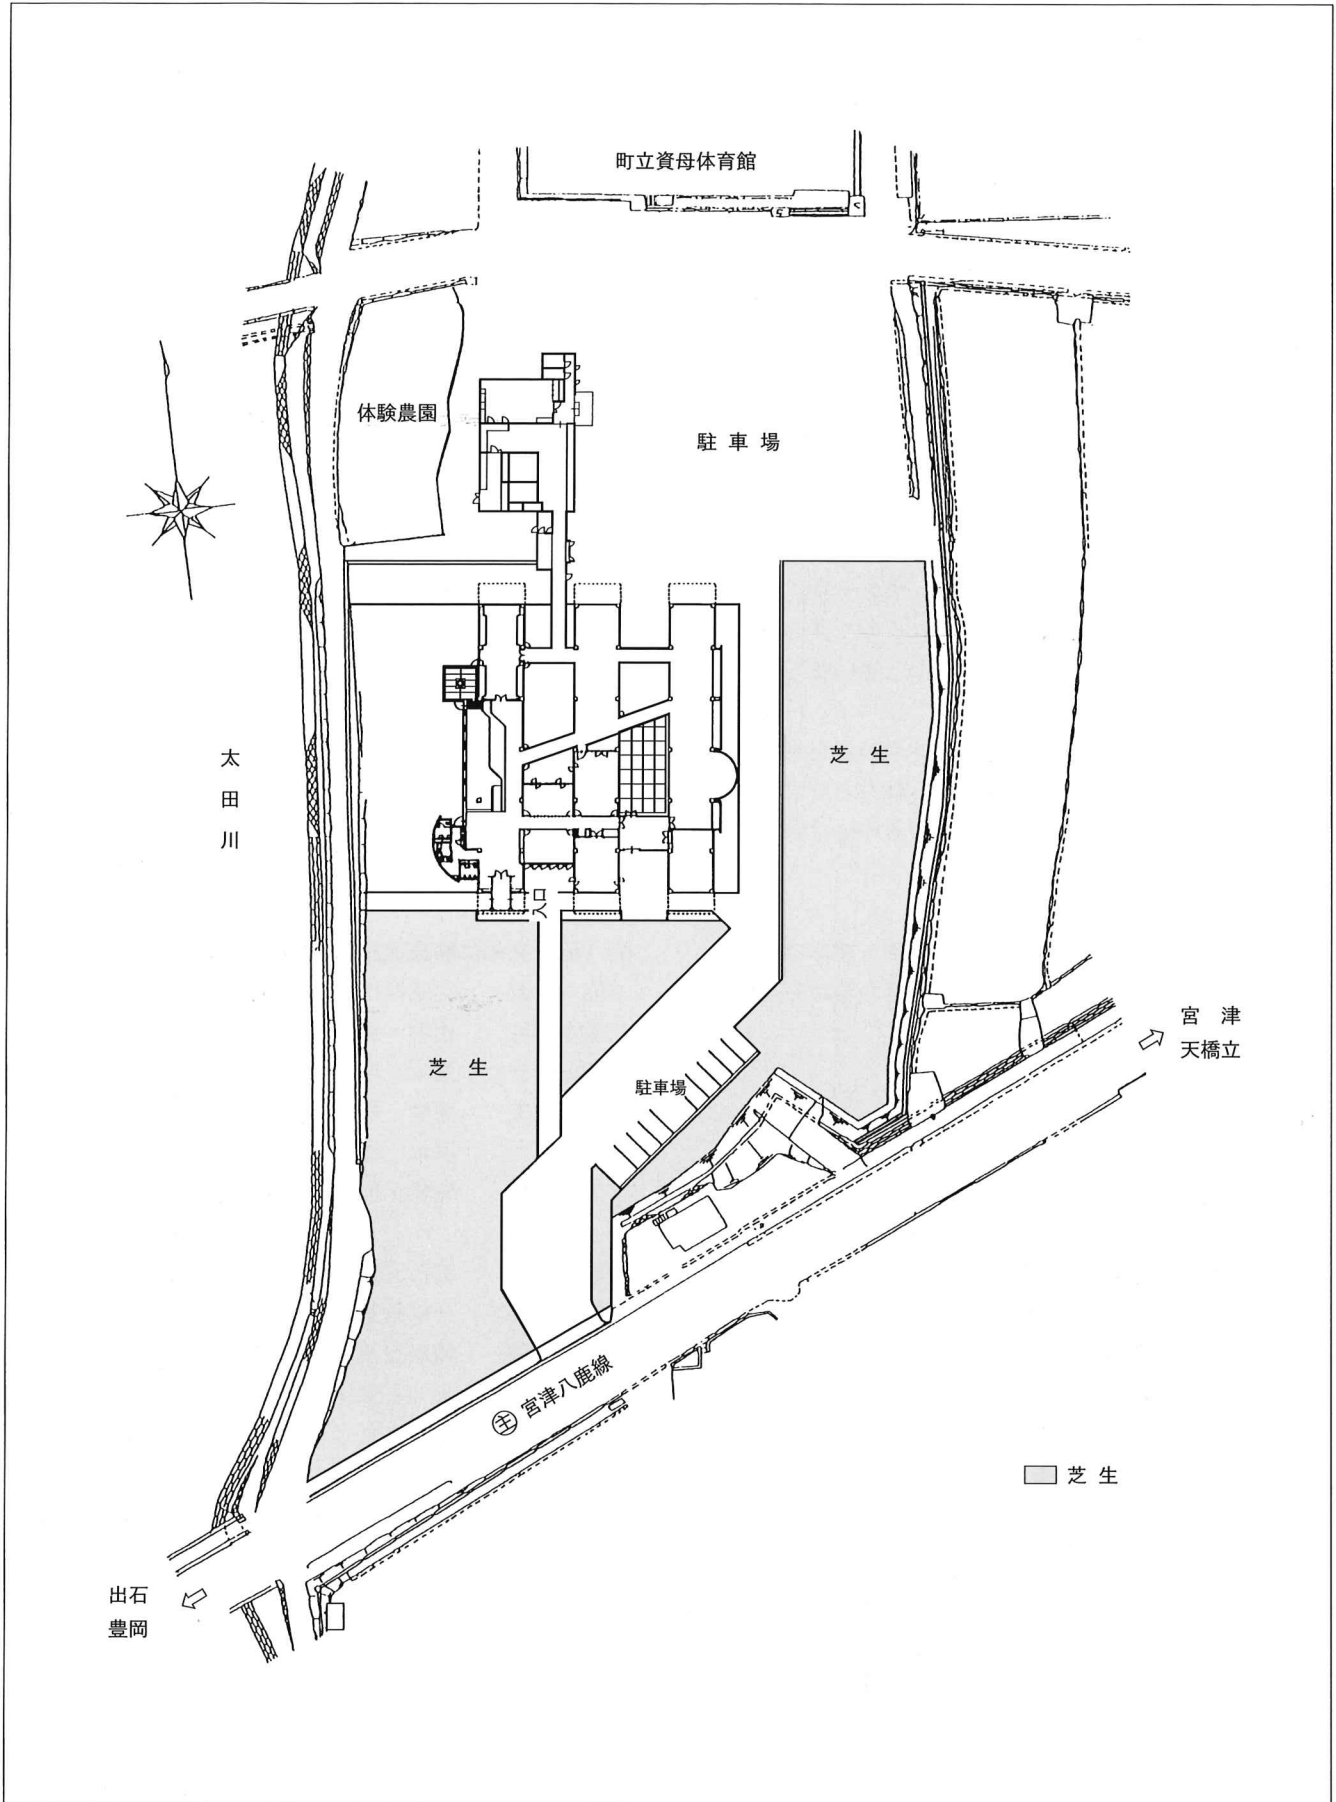 町立資母体育館
体験農園
駐車場
芝生
太田川
入口
宮津
天橋立
芝生
駐車場
㊤宮津八鹿線
芝生
出石
豊岡